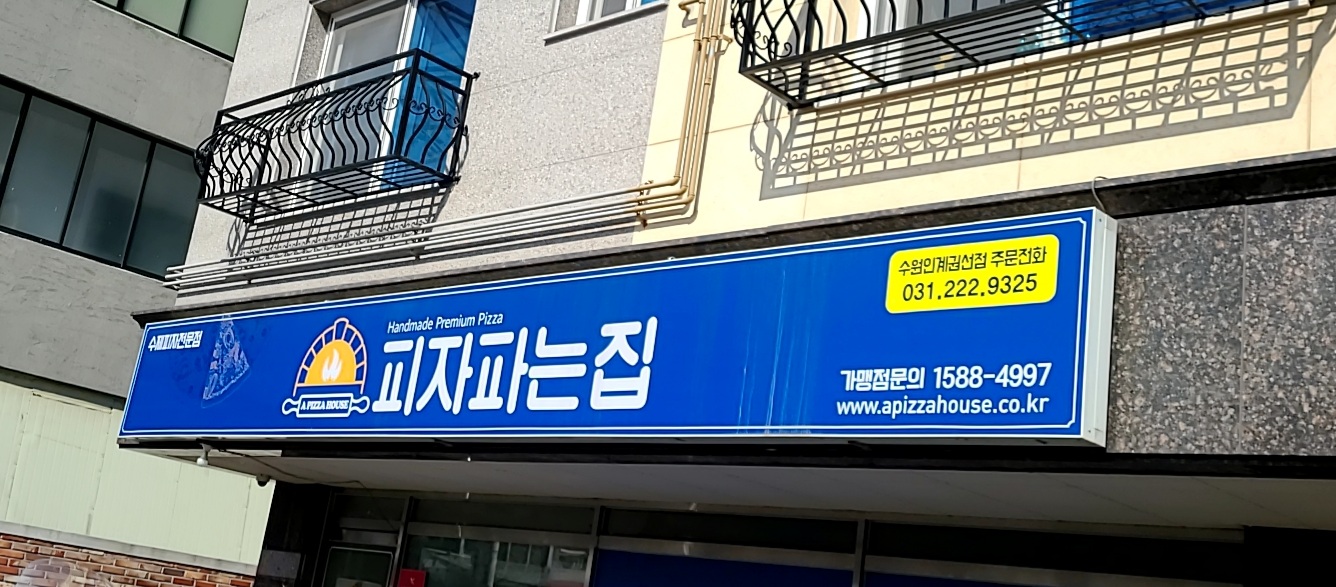 수제피자전문점
A PIZZA HOUSE
Handmade Premium Pizza
피자파는집
수원인계권선점 주문전화
031.222.9325
가맹점문의 1588-4997
www.apizzahouse.co.kr